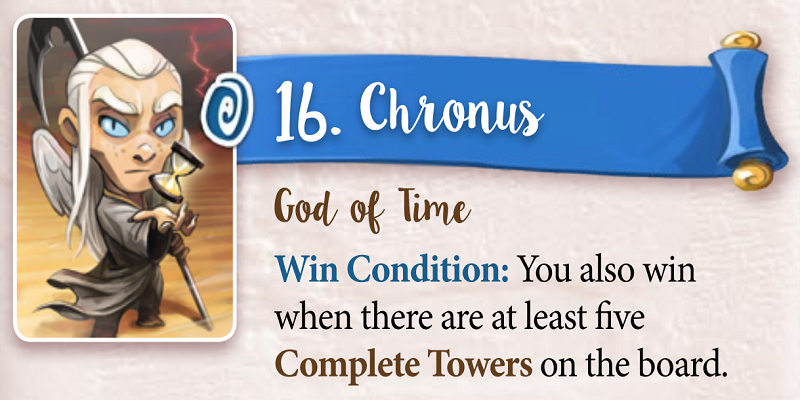 16. Chronus
God of Time
Win Condition: You also win
when there are at least five
Complete Towers on the board.